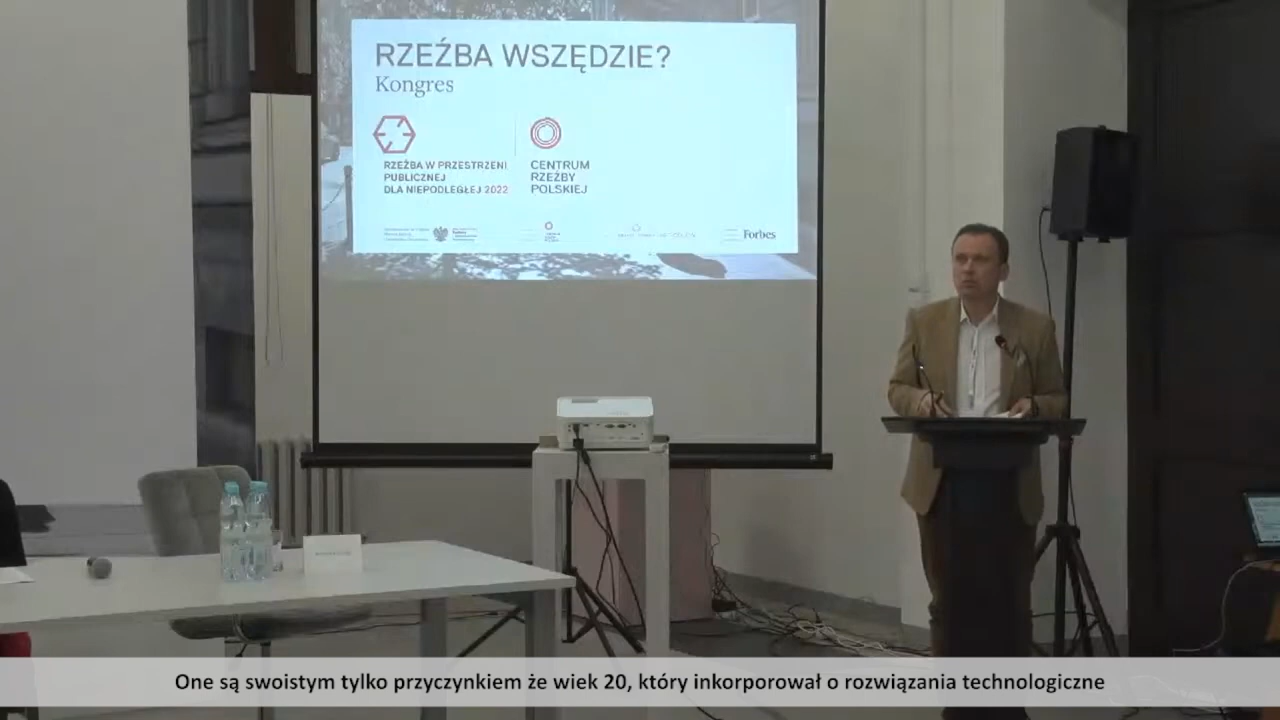 RZEŹBA WSZĘDZIE?
Kongres
RZEŹBA W PRZESTRZENI
PUBLICZNEJ
DLA NIEPODLEGŁEJ 2022
CENTRUM
RZEŹBY
POLSKIEJ
Forbes
One są swoistym tylko przyczynkiem że wiek 20, który inkorporował o rozwiązania technologiczne